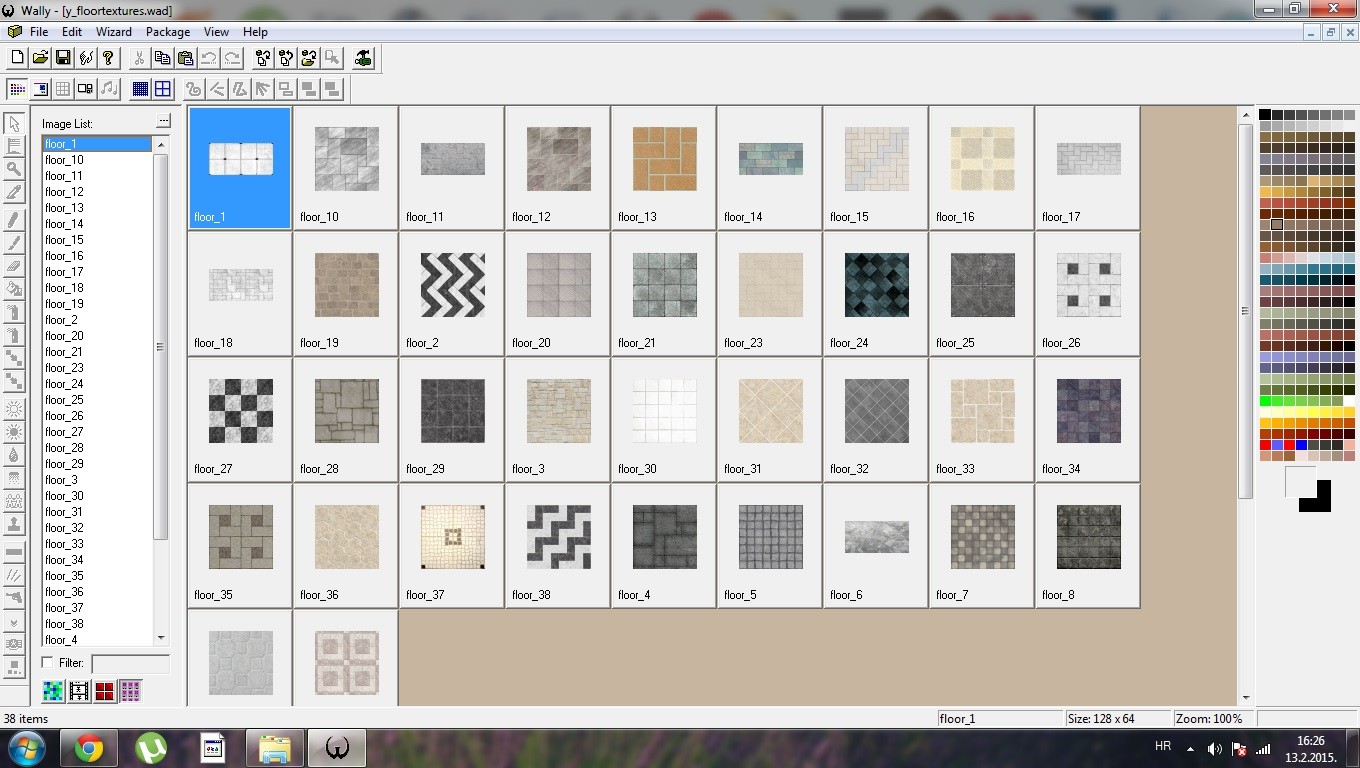 Wally - [y_floortextures.wad]
File Edit Wizard Package View Help
Image List:
floor_1
floor_10
floor_11
floor_12
floor_13
floor_14
floor_15
floor_16
floor_17
floor_18
floor_19
floor_2
floor_20
floor_21
floor_23
floor_24
floor_25
floor_26
floor_27
floor_28
floor_29
floor_3
floor_30
floor_31
floor_32
floor_33
floor_34
floor_35
floor_36
floor_37
floor_38
floor_4
Filter:
floor_1 floor_10 floor_11 floor_12 floor_13 floor_14 floor_15 floor_16 floor_17
floor_18 floor_19 floor_2 floor_20 floor_21 floor_23 floor_24 floor_25 floor_26
floor_27 floor_28 floor_29 floor_3 floor_30 floor_31 floor_32 floor_33 floor_34
floor_35 floor_36 floor_37 floor_38 floor_4 floor_5 floor_6 floor_7 floor_8
38 items
floor_1
Size: 128 x 64
Zoom: 100%
HR
16:26
13.2.2015.